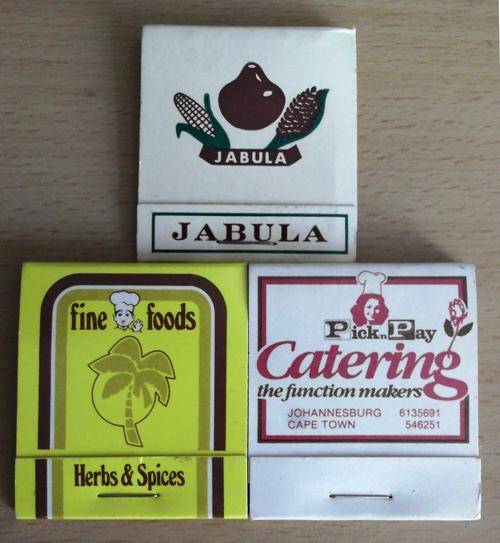 JABULA
JABULA
fine foods
Herbs & Spices
Pick n Pay
Catering
the function makers
JOHANNESBURG 6135691
CAPE TOWN 546251